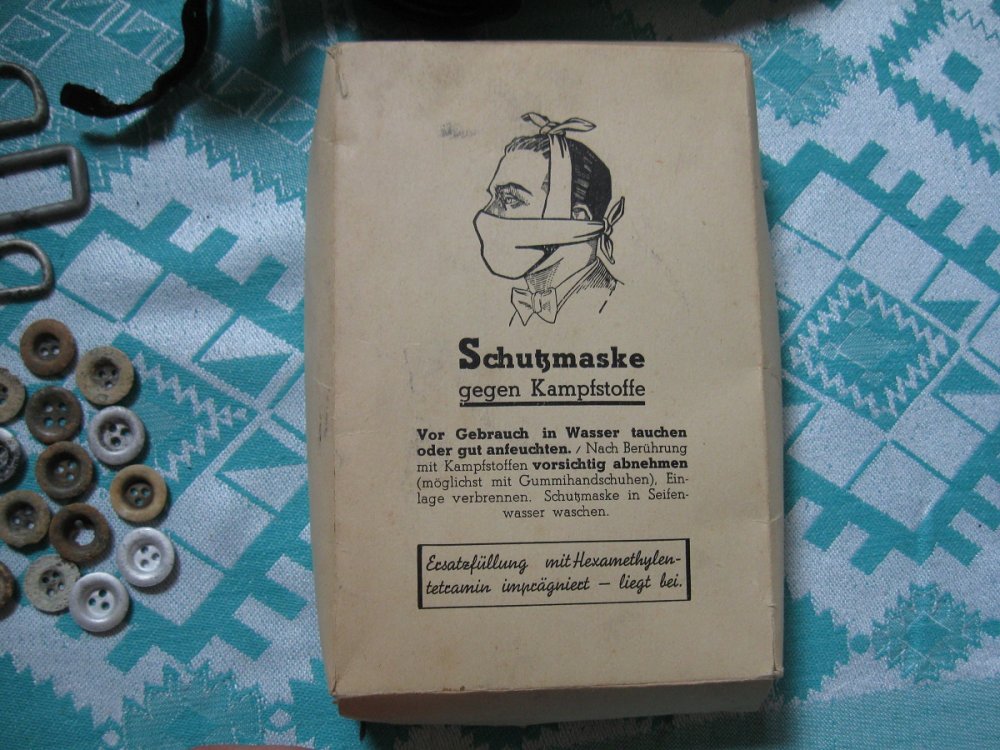 Schutzmaske
gegen Kampfstoffe
Vor Gebrauch in Wasser tauchen
oder gut anfeuchten. / Nach Berührung
mit Kampfstoffen vorsichtig abnehmen
(möglichst mit Gummihandschuhen), Ein-
lage verbrennen. Schutzmaske in Seifen-
wasser waschen.
Ersatzfüllung mit Hexamethylen-
tetramin imprägniert — liegt bei.